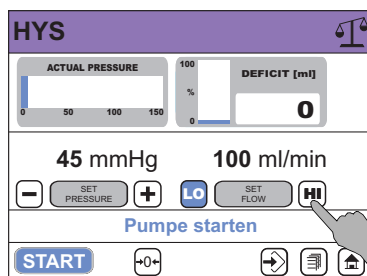 HYS
ACTUAL PRESSURE
0 50 100 150
100
%
0
DEFICIT [ml]
0
45 mmHg
100 ml/min
−
SET
PRESSURE
+
LO
SET
FLOW
HI
Pumpe starten
START
→0←